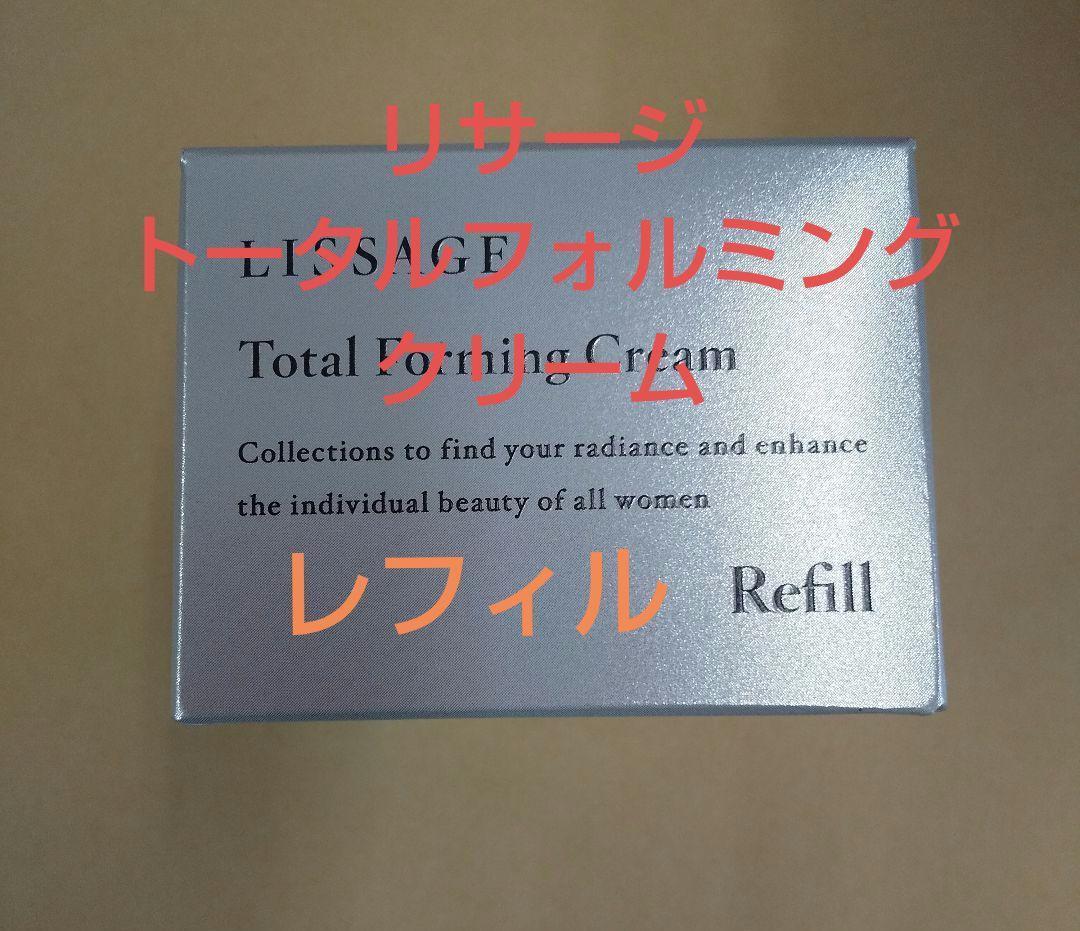 リサージ
LISSAGE
トータルフォルミング
Total Forming Cream
クリーム
Collections to find your radiance and enhance
the individual beauty of all women
レフィル
Refill